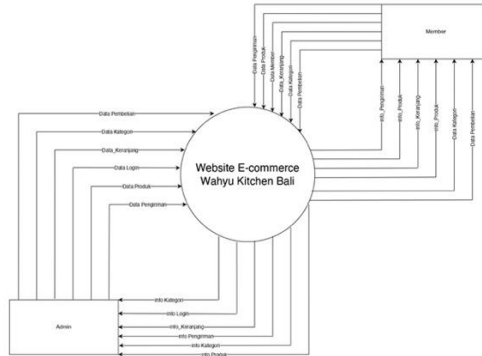 Member
Data Pengiriman
Data Produk
Data Member
Data_Keranjang
Data Kategori
Data Pembelian
info_Pengiriman
info_Produk
info_Keranjang
info_Produk
Data Kategori
Data Pembelian
Data Pembelian
Data Kategori
Data_Keranjang
Data Login
Data Produk
Data Pengiriman
Website E-commerce
Wahyu Kitchen Bali
Admin
info Kategori
info Login
info_Keranjang
info Pengiriman
info Kategori
info Produk